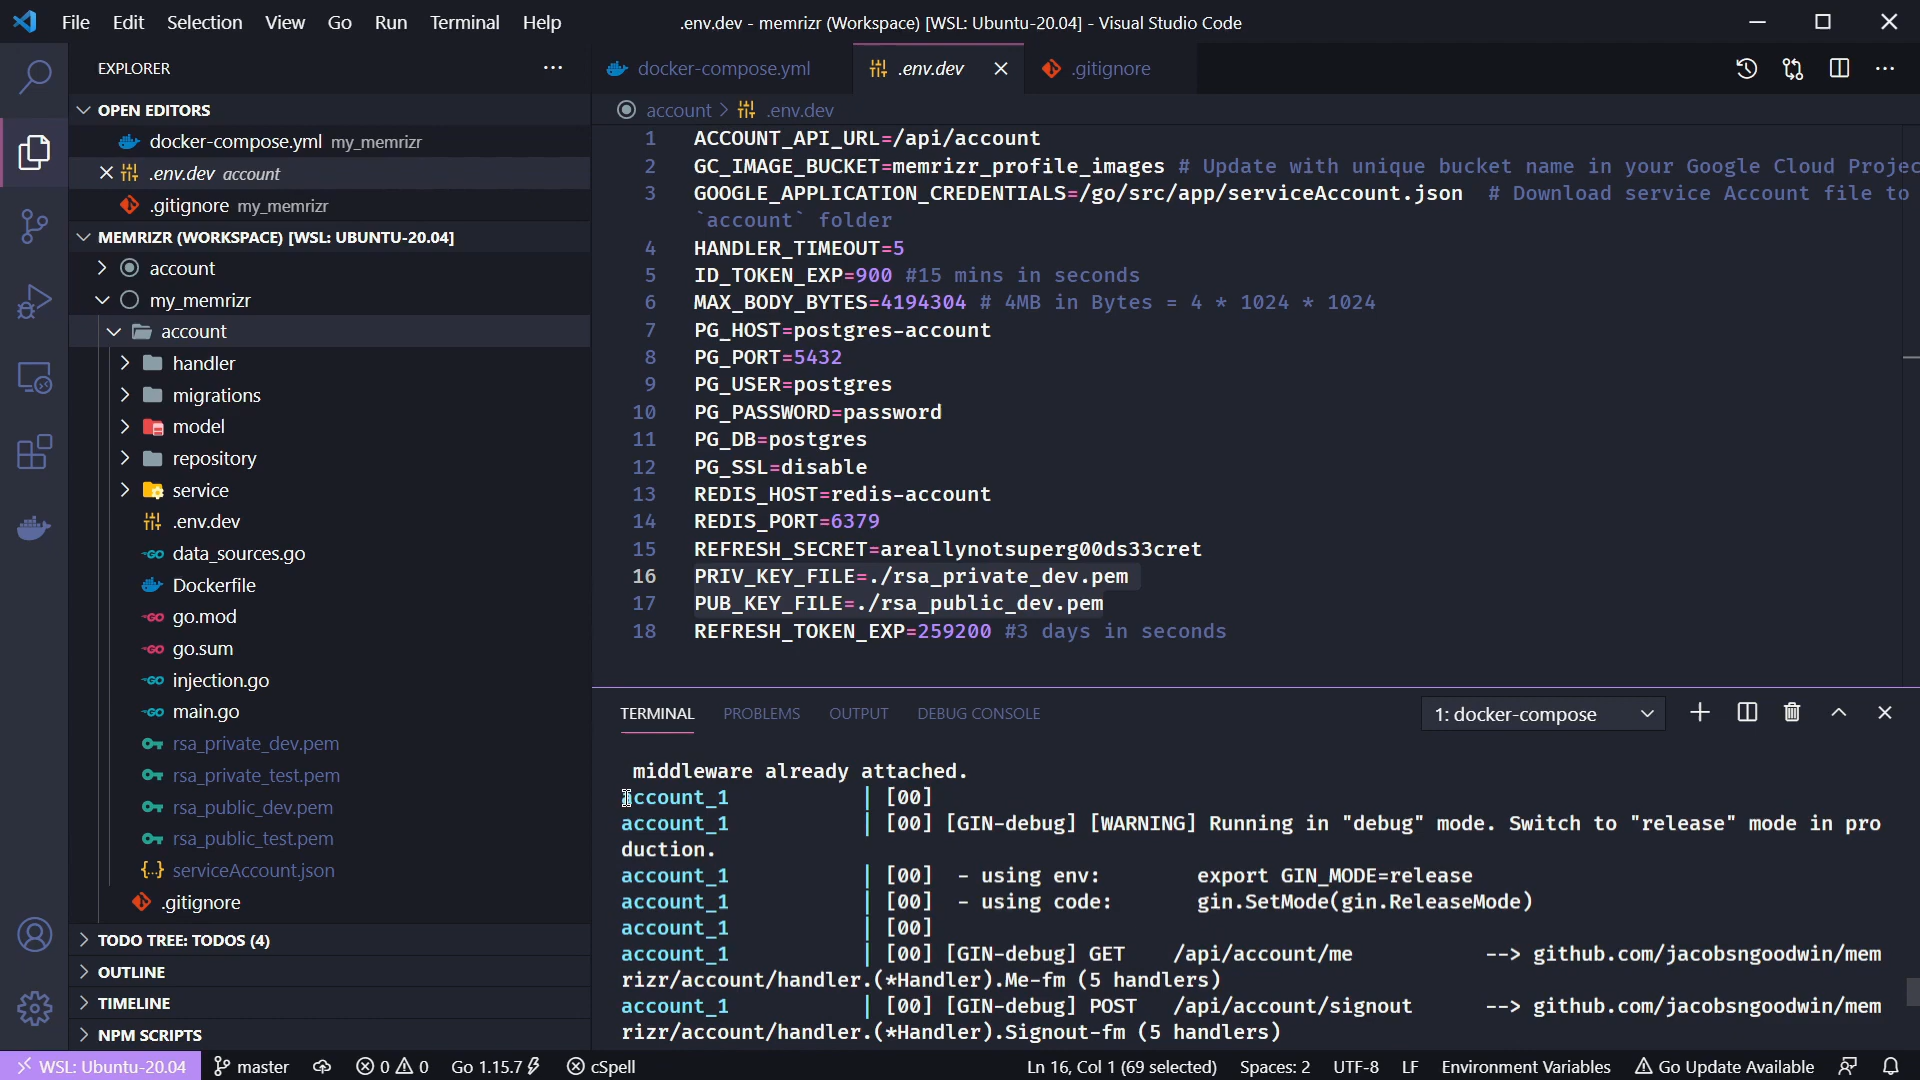 File Edit Selection View Go Run Terminal Help
.env.dev - memrizr (Workspace) [WSL: Ubuntu-20.04] - Visual Studio Code
EXPLORER
OPEN EDITORS
docker-compose.yml my_memrizr
.env.dev account
.gitignore my_memrizr
MEMRIZR (WORKSPACE) [WSL: UBUNTU-20.04]
account
my_memrizr
account
handler
migrations
model
repository
service
.env.dev
data_sources.go
Dockerfile
go.mod
go.sum
injection.go
main.go
rsa_private_dev.pem
rsa_private_test.pem
rsa_public_dev.pem
rsa_public_test.pem
serviceAccount.json
.gitignore
TODO TREE: TODOS (4)
OUTLINE
TIMELINE
NPM SCRIPTS
docker-compose.yml .env.dev .gitignore
account > .env.dev
1 ACCOUNT_API_URL=/api/account
2 GC_IMAGE_BUCKET=memrizr_profile_images # Update with unique bucket name in your Google Cloud Projec
3 GOOGLE_APPLICATION_CREDENTIALS=/go/src/app/serviceAccount.json # Download service Account file to
`account` folder
4 HANDLER_TIMEOUT=5
5 ID_TOKEN_EXP=900 #15 mins in seconds
6 MAX_BODY_BYTES=4194304 # 4MB in Bytes = 4 * 1024 * 1024
7 PG_HOST=postgres-account
8 PG_PORT=5432
9 PG_USER=postgres
10 PG_PASSWORD=password
11 PG_DB=postgres
12 PG_SSL=disable
13 REDIS_HOST=redis-account
14 REDIS_PORT=6379
15 REFRESH_SECRET=areallynotsuperg00ds33cret
16 PRIV_KEY_FILE=./rsa_private_dev.pem
17 PUB_KEY_FILE=./rsa_public_dev.pem
18 REFRESH_TOKEN_EXP=259200 #3 days in seconds
TERMINAL PROBLEMS OUTPUT DEBUG CONSOLE
1: docker-compose
middleware already attached.
account_1 | [00]
account_1 | [00] [GIN-debug] [WARNING] Running in "debug" mode. Switch to "release" mode in pro
duction.
account_1 | [00] - using env: export GIN_MODE=release
account_1 | [00] - using code: gin.SetMode(gin.ReleaseMode)
account_1 | [00]
account_1 | [00] [GIN-debug] GET /api/account/me --> github.com/jacobsngoodwin/mem
rizr/account/handler.(*Handler).Me-fm (5 handlers)
account_1 | [00] [GIN-debug] POST /api/account/signout --> github.com/jacobsngoodwin/mem
rizr/account/handler.(*Handler).Signout-fm (5 handlers)
WSL: Ubuntu-20.04 master 0 0 Go 1.15.7 cSpell Ln 16, Col 1 (69 selected) Spaces: 2 UTF-8 LF Environment Variables Go Update Available